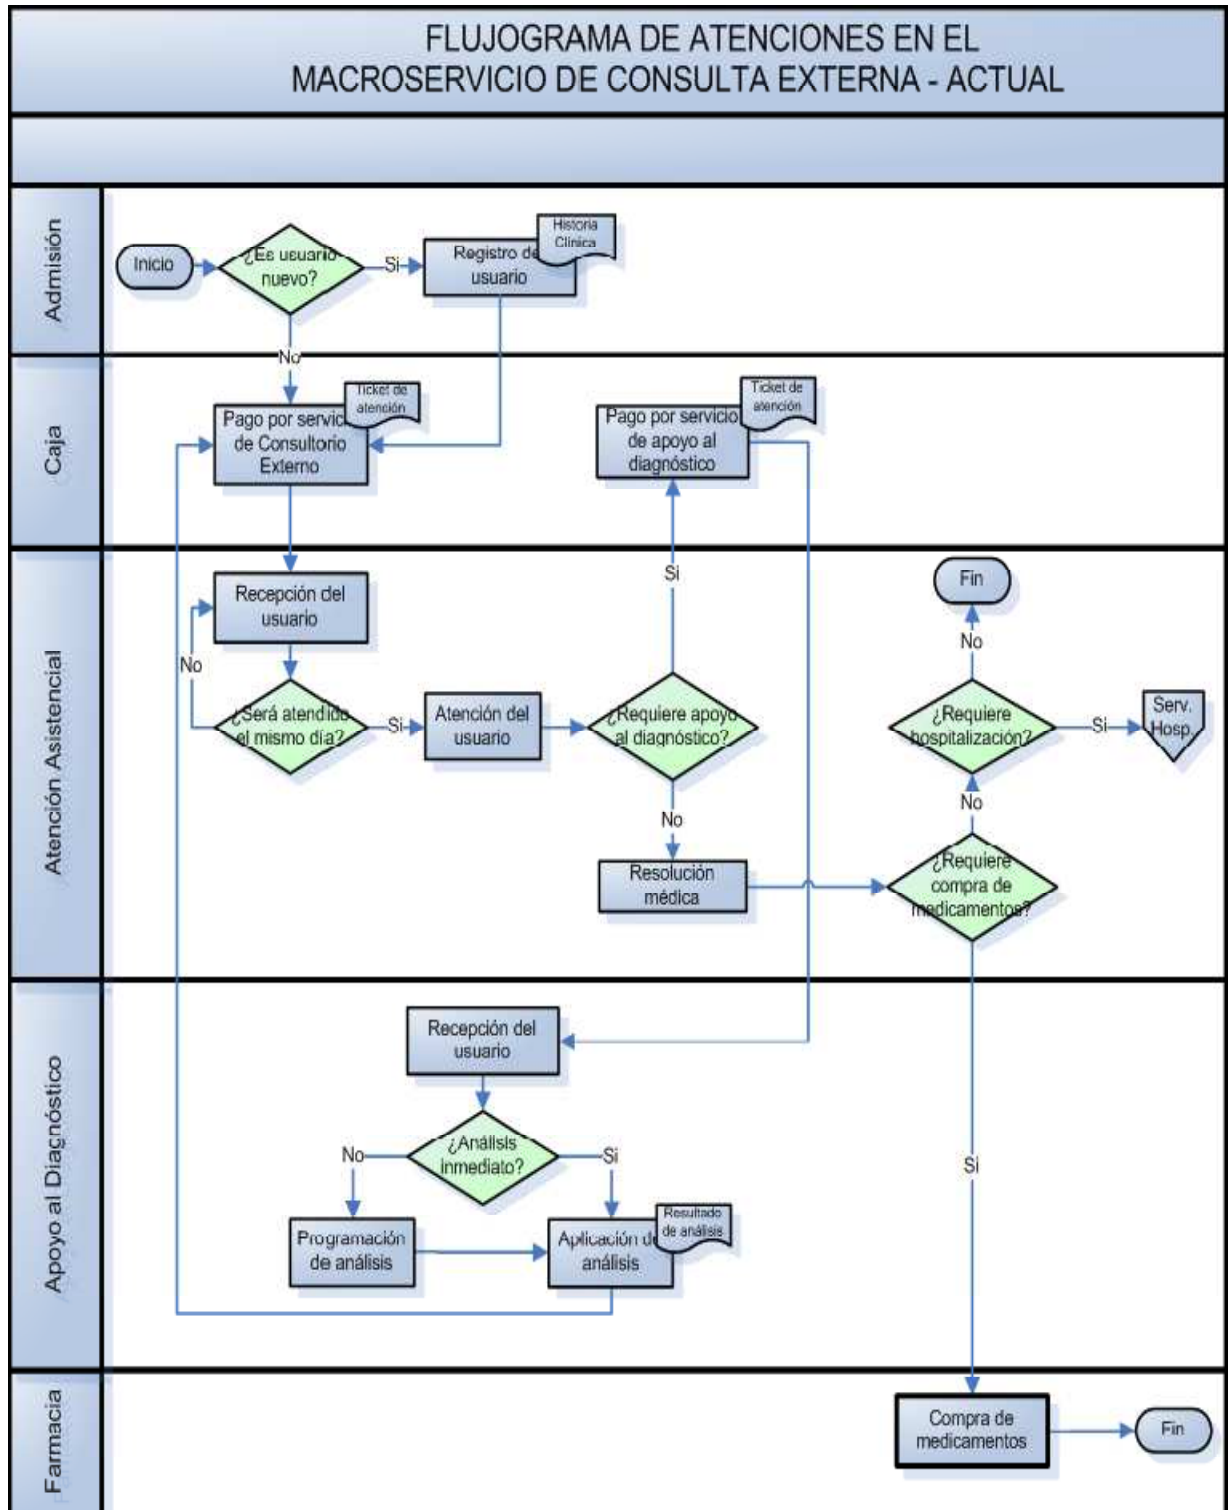 FLUJOGRAMA DE ATENCIONES EN EL
MACROSERVICIO DE CONSULTA EXTERNA - ACTUAL
Admisión
Inicio
¿Es usuario
nuevo?
Si
Registro de
usuario
Historia
Clínica
No
Caja
Pago por servicio
de Consultorio
Externo
Ticket de
atención
Pago por servicio
de apoyo al
diagnóstico
Ticket de
atención
Atención Asistencial
Recepción del
usuario
No
¿Será atendido
el mismo día?
Si
Atención del
usuario
¿Requiere apoyo
al diagnóstico?
Si
No
Resolución
médica
Fin
No
¿Requiere
hospitalización?
Si
Serv.
Hosp.
No
¿Requiere
compra de
medicamentos?
Si
Apoyo al Diagnóstico
Recepción del
usuario
¿Análisis
inmediato?
No
Si
Programación
de análisis
Aplicación de
análisis
Resultado
de análisis
Farmacia
Compra de
medicamentos
Fin